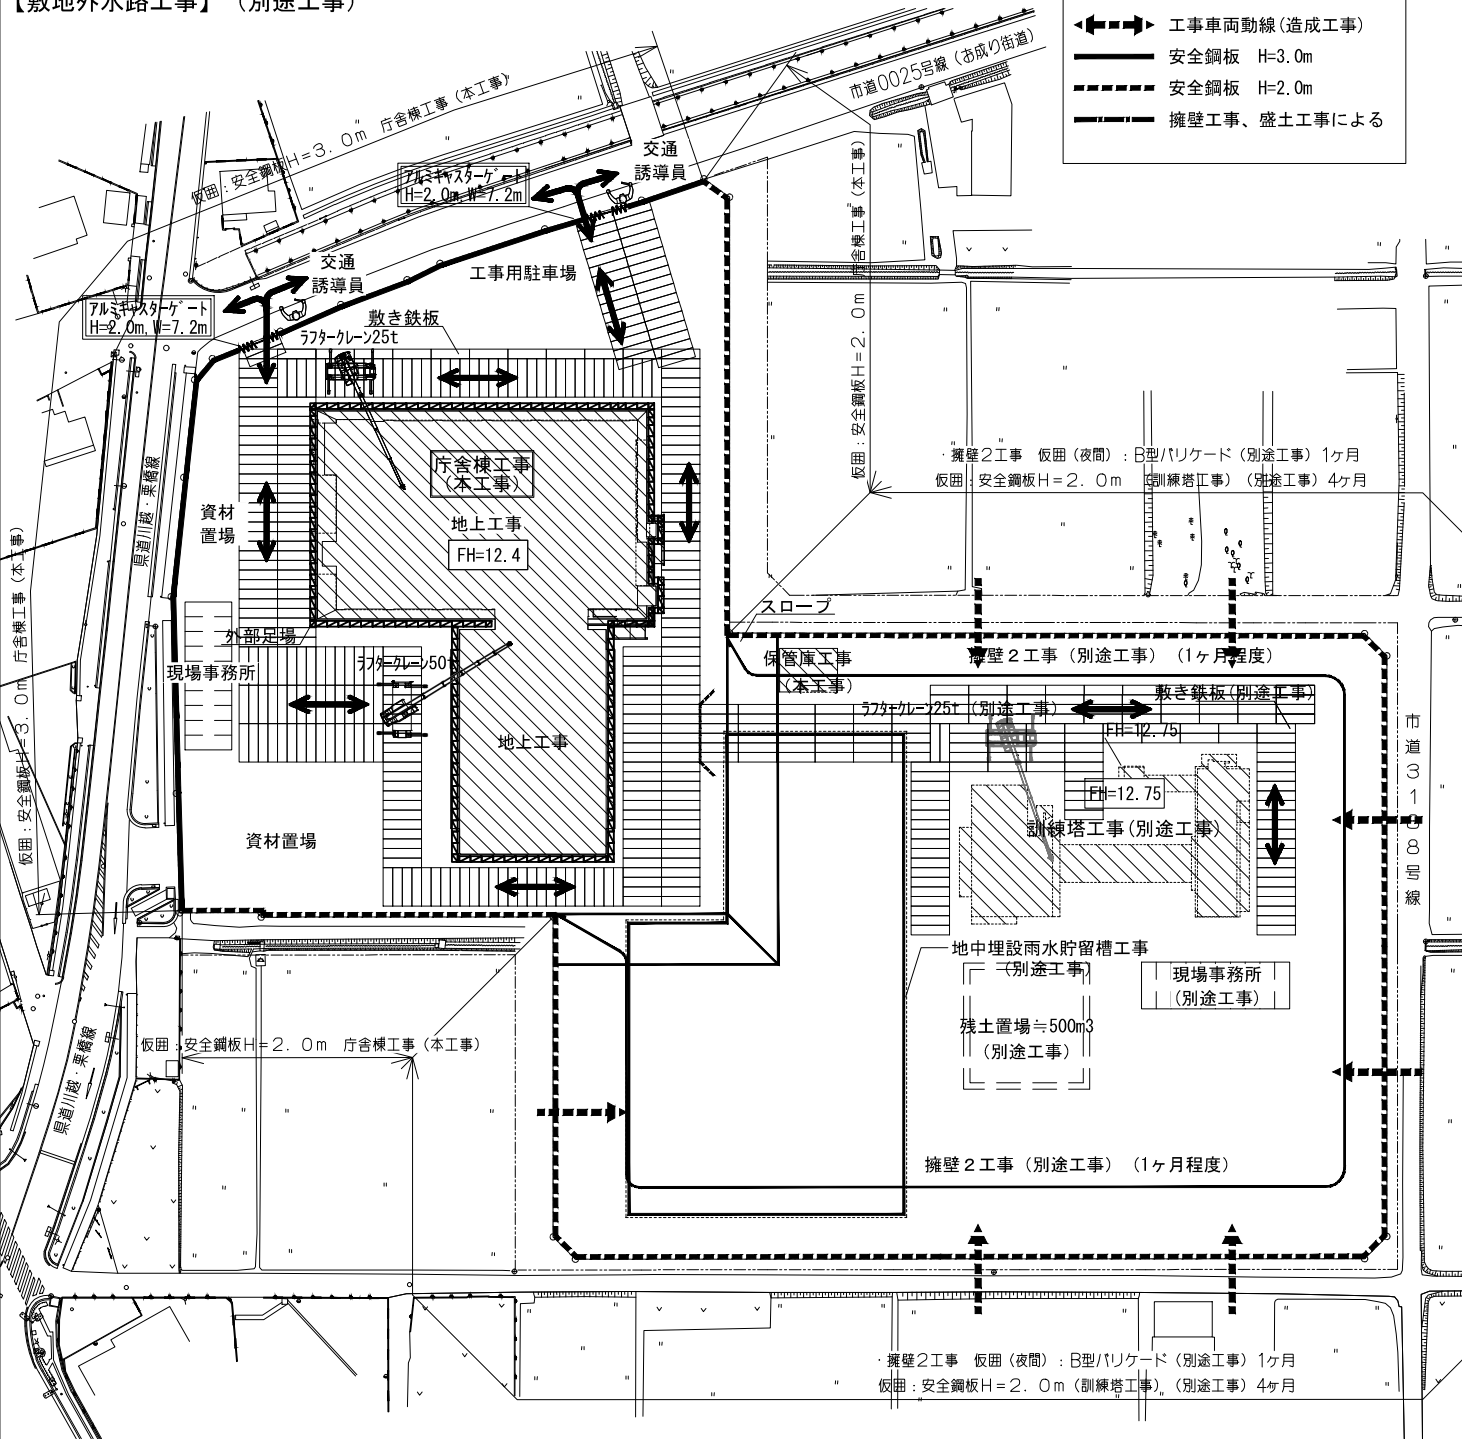 【敷地外水路工事】（別途工事）
工事車両動線(造成工事)
安全鋼板　H=3.0m
安全鋼板　H=2.0m
擁壁工事、盛土工事による
市道0025号線（お成り街道）
仮囲：安全鋼板H＝3．0m　庁舎棟工事（本工事）
交通
誘導員
アルミキャスターゲート
H=2.0m,W=7.2m
交通
誘導員
工事用駐車場
アルミキャスターゲート
H=2.0m,W=7.2m
敷き鉄板
ラフタークレーン25t
仮囲：安全鋼板H＝2．0m　庁舎棟工事（本工事）
県道川越・栗橋線
庁舎棟工事
(本工事)
地上工事
FH=12.4
資材
置場
・擁壁2工事　仮囲（夜間）：B型バリケード（別途工事）1ヶ月
仮囲：安全鋼板H＝2．0m　（訓練塔工事）（別途工事）4ヶ月
仮囲：安全鋼板H＝3．0m　庁舎棟工事（本工事）
スロープ
外部足場
現場事務所
ラフタークレーン50t
保管庫工事
(本工事)
擁壁２工事（別途工事）（1ヶ月程度）
敷き鉄板(別途工事)
ラフタークレーン25t（別途工事）
FH=12.75
地上工事
FH=12.75
訓練塔工事(別途工事)
市道3198号線
資材置場
地中埋設雨水貯留槽工事
(別途工事)
現場事務所
(別途工事)
残土置場≒500m3
(別途工事)
仮囲：安全鋼板H＝2．0m　庁舎棟工事（本工事）
県道川越・栗橋線
擁壁２工事（別途工事）（1ヶ月程度）
・擁壁2工事　仮囲（夜間）：B型バリケード（別途工事）1ヶ月
仮囲：安全鋼板H＝2．0m（訓練塔工事）（別途工事）4ヶ月